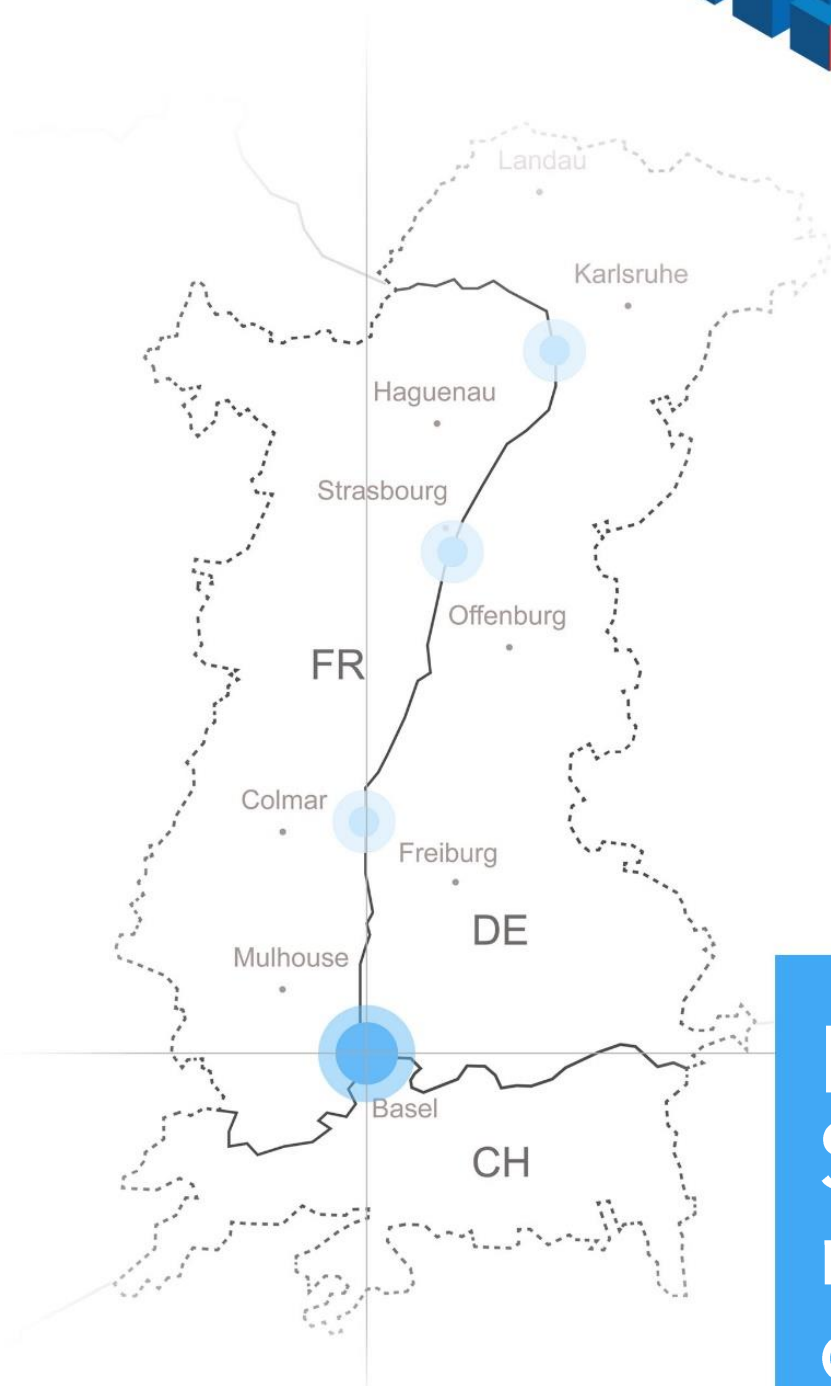 Landau
Karlsruhe
Haguenau
Strasbourg
Offenburg
FR
Colmar
Freiburg
DE
Mulhouse
Basel
CH